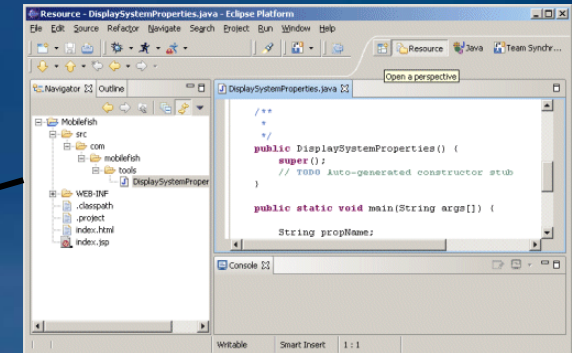 Resource - DisplaySystemProperties.java - Eclipse Platform
File Edit Source Refactor Navigate Search Project Run Window Help
Resource Java Team Synchr...
Open a perspective
Navigator Outline
DisplaySystemProperties.java
Mobilefish
src
com
mobilefish
tools
DisplaySystemProper
WEB-INF
.classpath
.project
index.html
index.jsp
/**
*
*/
public DisplaySystemProperties() {
super();
// TODO Auto-generated constructor stub
}
public static void main(String args[]) {
String propName;
Console
Writable Smart Insert 1 : 1